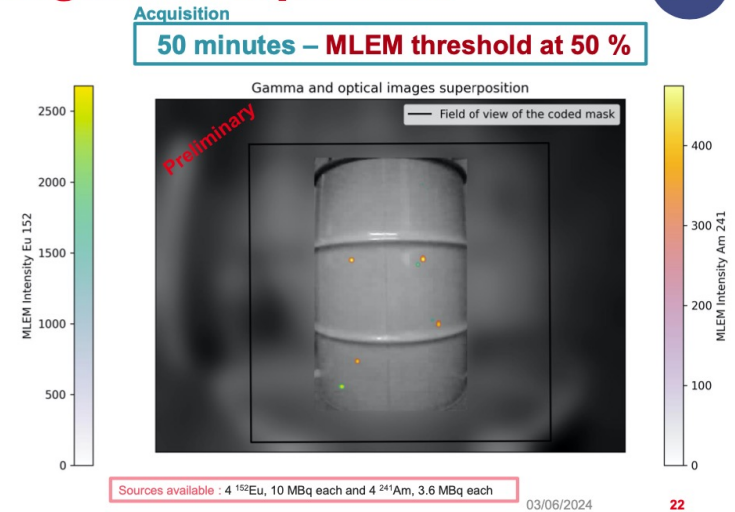 Acquisition
50 minutes – MLEM threshold at 50 %
Gamma and optical images superposition
Field of view of the coded mask
Preliminary
MLEM Intensity Eu 152
2500
2000
1500
1000
500
0
400
300
200
100
0
MLEM Intensity Am 241
Sources available : 4 ¹⁵²Eu, 10 MBq each and 4 ²⁴¹Am, 3.6 MBq each
03/06/2024
22